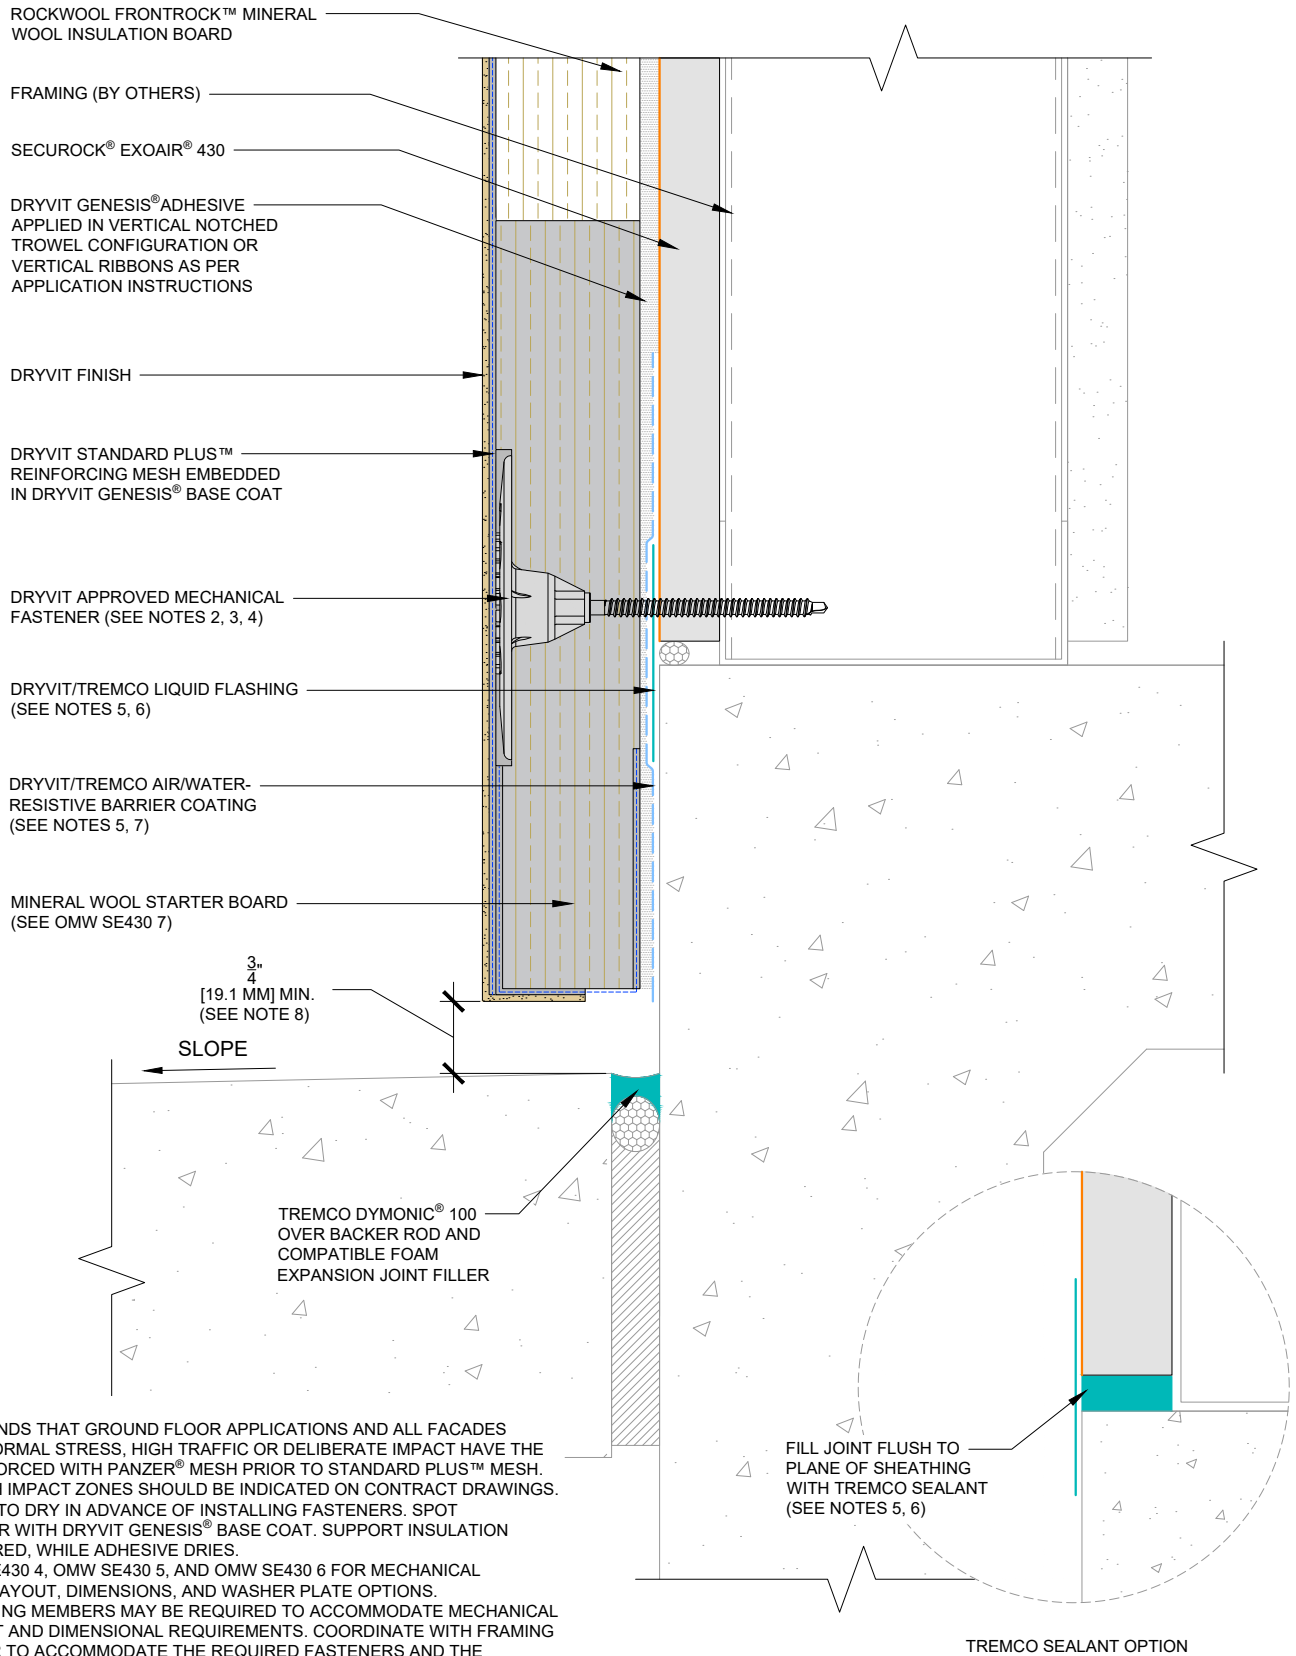 ROCKWOOL FRONTROCK™ MINERAL
WOOL INSULATION BOARD
FRAMING (BY OTHERS)
SECUROCK® EXOAIR® 430
DRYVIT GENESIS® ADHESIVE
APPLIED IN VERTICAL NOTCHED
TROWEL CONFIGURATION OR
VERTICAL RIBBONS AS PER
APPLICATION INSTRUCTIONS
DRYVIT FINISH
DRYVIT STANDARD PLUS™
REINFORCING MESH EMBEDDED
IN DRYVIT GENESIS® BASE COAT
DRYVIT APPROVED MECHANICAL
FASTENER (SEE NOTES 2, 3, 4)
DRYVIT/TREMCO LIQUID FLASHING
(SEE NOTES 5, 6)
DRYVIT/TREMCO AIR/WATER-
RESISTIVE BARRIER COATING
(SEE NOTES 5, 7)
MINERAL WOOL STARTER BOARD
(SEE OMW SE430 7)
3/4"
[19.1 MM] MIN.
(SEE NOTE 8)
SLOPE
TREMCO DYMONIC® 100
OVER BACKER ROD AND
COMPATIBLE FOAM
EXPANSION JOINT FILLER
FILL JOINT FLUSH TO
PLANE OF SHEATHING
WITH TREMCO SEALANT
(SEE NOTES 5, 6)
TREMCO SEALANT OPTION
NDS THAT GROUND FLOOR APPLICATIONS AND ALL FACADES
ORMAL STRESS, HIGH TRAFFIC OR DELIBERATE IMPACT HAVE THE
ORCED WITH PANZER® MESH PRIOR TO STANDARD PLUS™ MESH.
H IMPACT ZONES SHOULD BE INDICATED ON CONTRACT DRAWINGS.
TO DRY IN ADVANCE OF INSTALLING FASTENERS. SPOT
R WITH DRYVIT GENESIS® BASE COAT. SUPPORT INSULATION
RED, WHILE ADHESIVE DRIES.
E430 4, OMW SE430 5, AND OMW SE430 6 FOR MECHANICAL
AYOUT, DIMENSIONS, AND WASHER PLATE OPTIONS.
NG MEMBERS MAY BE REQUIRED TO ACCOMMODATE MECHANICAL
T AND DIMENSIONAL REQUIREMENTS. COORDINATE WITH FRAMING
R TO ACCOMMODATE THE REQUIRED FASTENERS AND THE